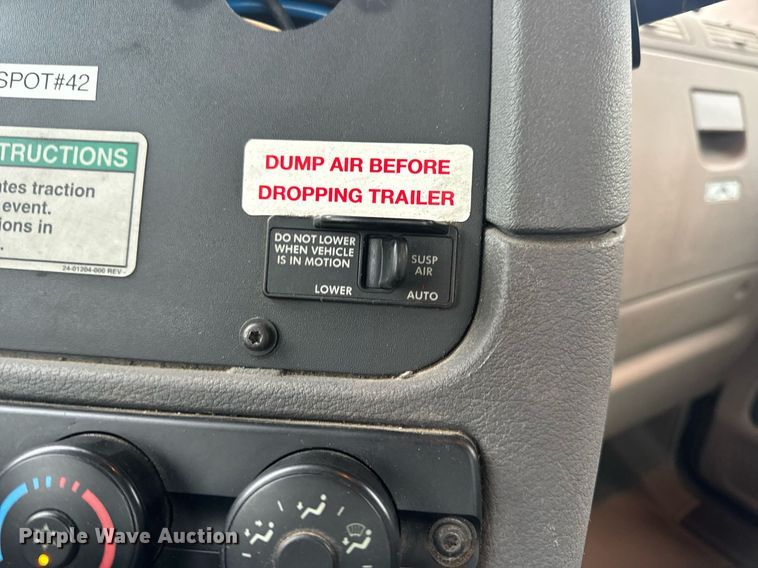 SPOT#42
TRUCTIONS
tes traction
event.
ions in
24-01204-000 REV -
DUMP AIR BEFORE
DROPPING TRAILER
DO NOT LOWER
WHEN VEHICLE
IS IN MOTION
SUSP
AIR
LOWER
AUTO
Purple Wave Auction